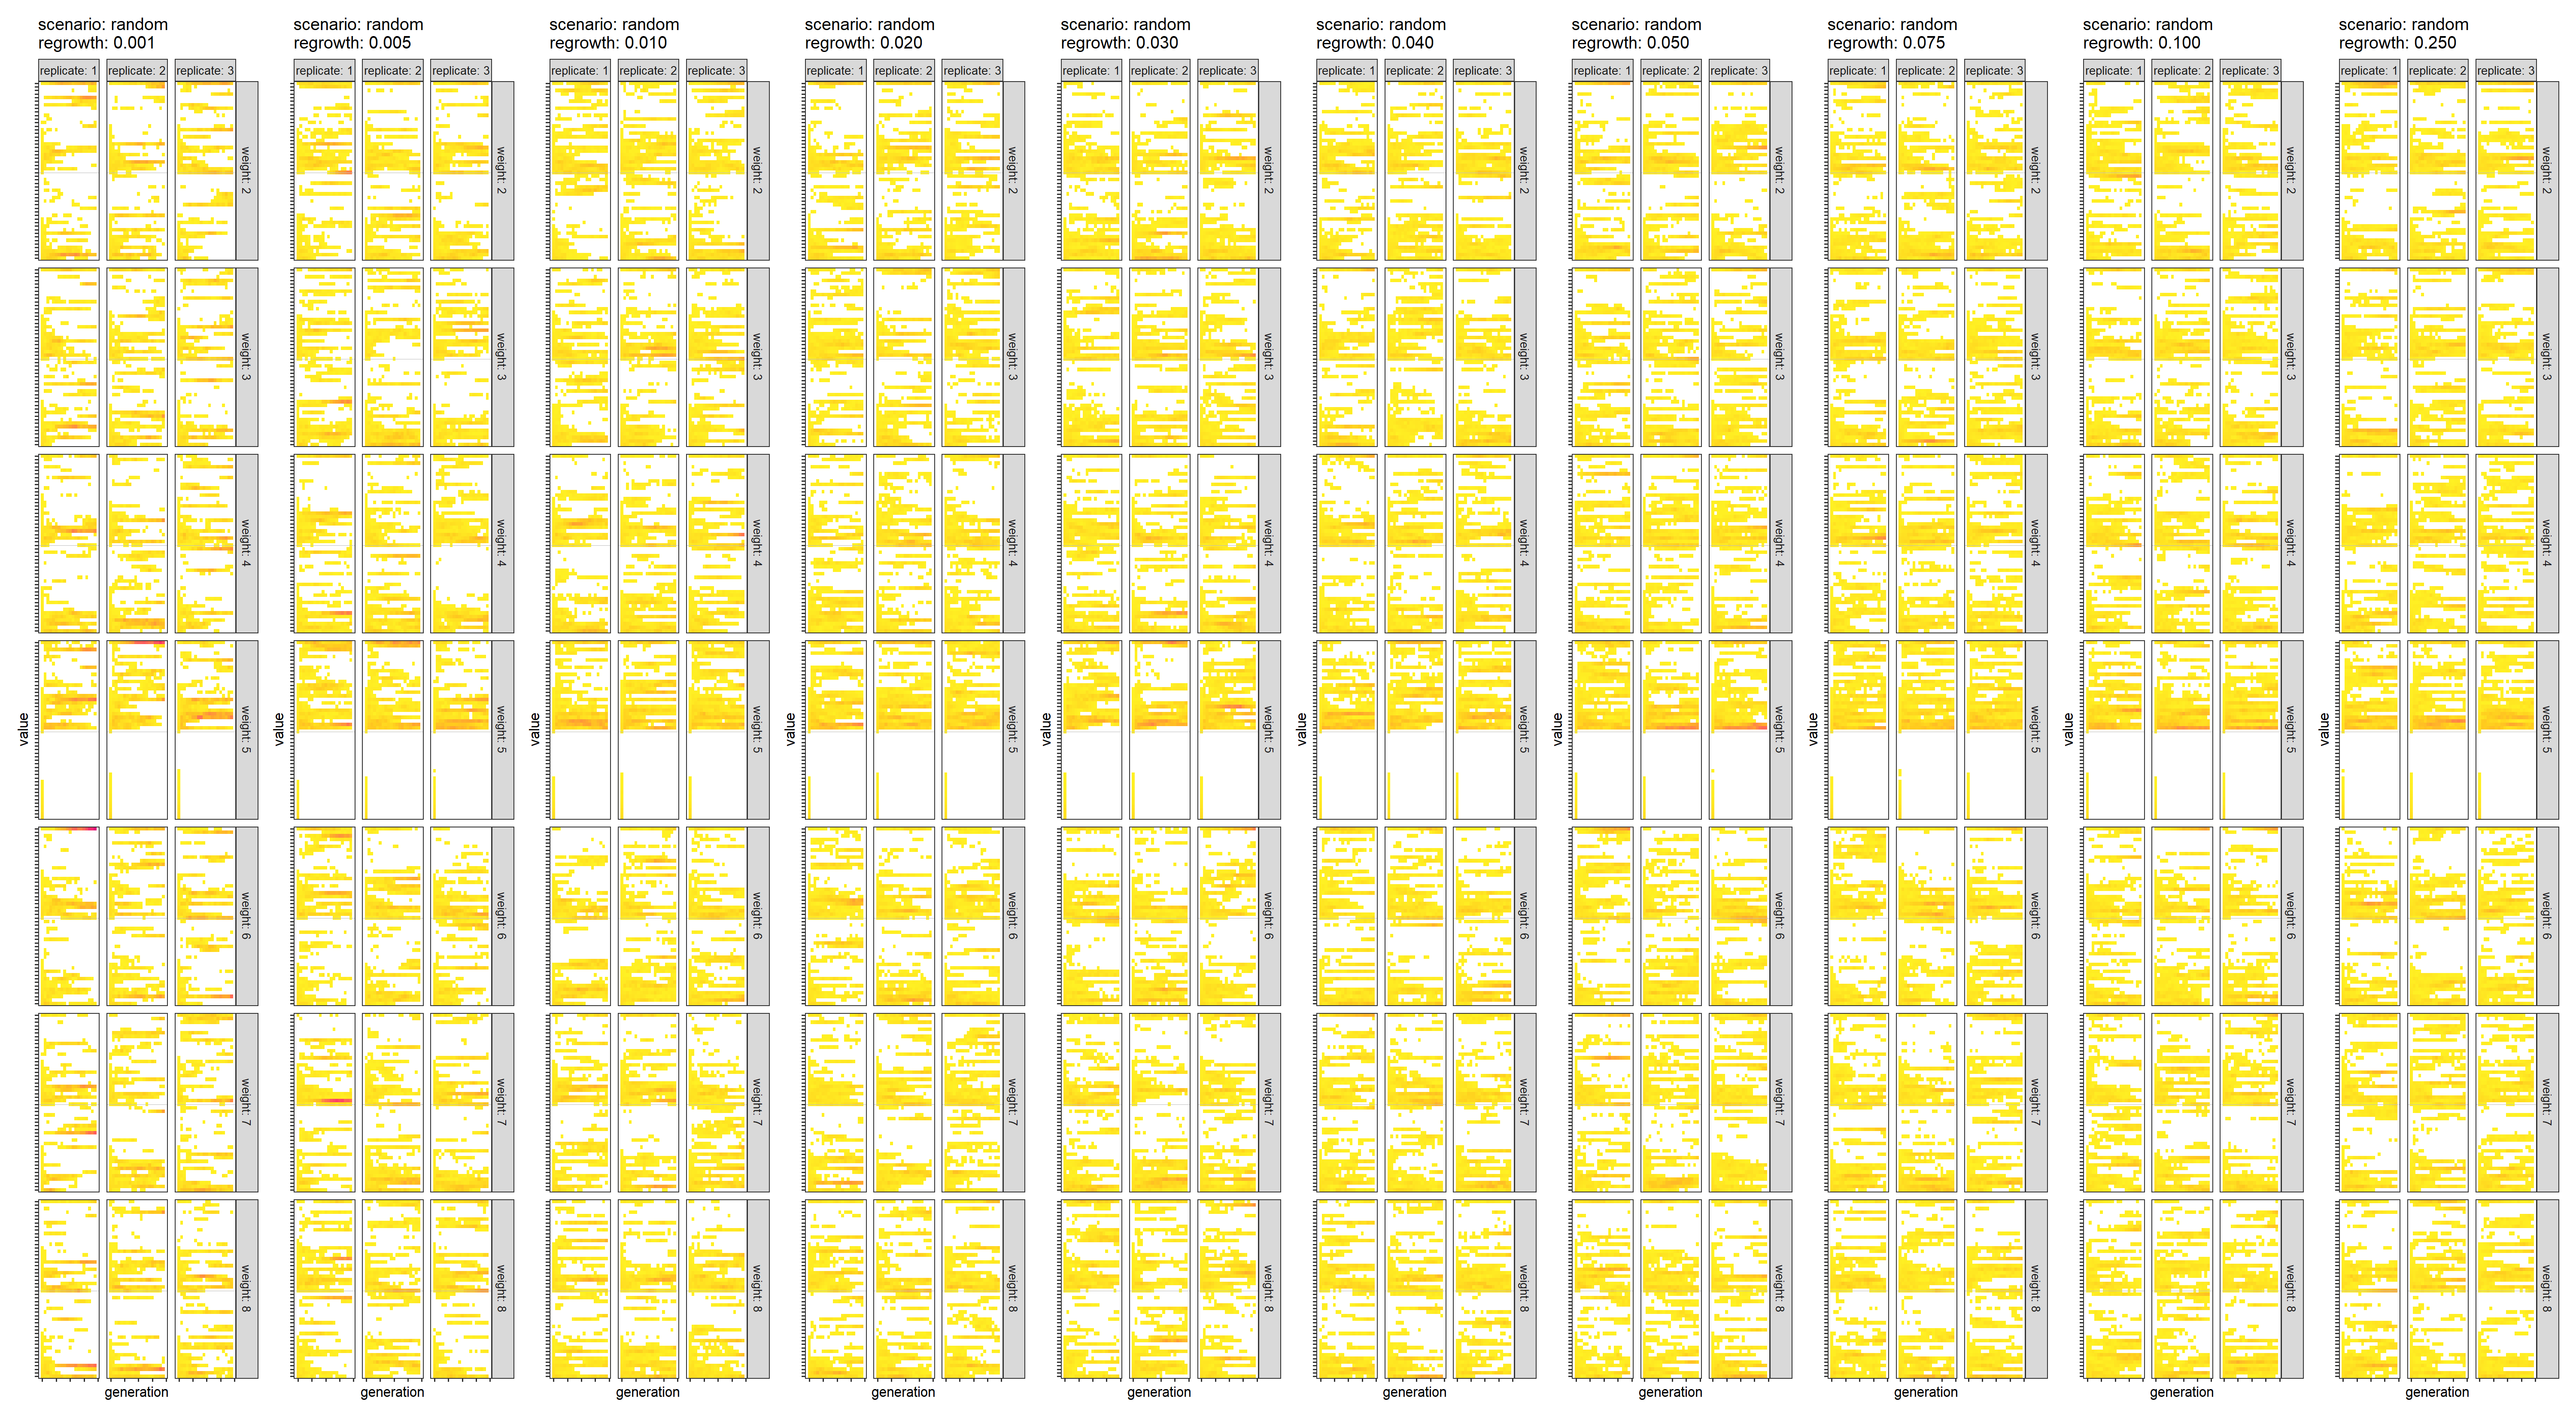 scenario: random
regrowth: 0.001
replicate: 1
replicate: 2
replicate: 3
weight: 2
weight: 3
weight: 4
weight: 5
weight: 6
weight: 7
weight: 8
value
generation
scenario: random
regrowth: 0.005
replicate: 1
replicate: 2
replicate: 3
weight: 2
weight: 3
weight: 4
weight: 5
weight: 6
weight: 7
weight: 8
value
generation
scenario: random
regrowth: 0.010
replicate: 1
replicate: 2
replicate: 3
weight: 2
weight: 3
weight: 4
weight: 5
weight: 6
weight: 7
weight: 8
value
generation
scenario: random
regrowth: 0.020
replicate: 1
replicate: 2
replicate: 3
weight: 2
weight: 3
weight: 4
weight: 5
weight: 6
weight: 7
weight: 8
value
generation
scenario: random
regrowth: 0.030
replicate: 1
replicate: 2
replicate: 3
weight: 2
weight: 3
weight: 4
weight: 5
weight: 6
weight: 7
weight: 8
value
generation
scenario: random
regrowth: 0.040
replicate: 1
replicate: 2
replicate: 3
weight: 2
weight: 3
weight: 4
weight: 5
weight: 6
weight: 7
weight: 8
value
generation
scenario: random
regrowth: 0.050
replicate: 1
replicate: 2
replicate: 3
weight: 2
weight: 3
weight: 4
weight: 5
weight: 6
weight: 7
weight: 8
value
generation
scenario: random
regrowth: 0.075
replicate: 1
replicate: 2
replicate: 3
weight: 2
weight: 3
weight: 4
weight: 5
weight: 6
weight: 7
weight: 8
value
generation
scenario: random
regrowth: 0.100
replicate: 1
replicate: 2
replicate: 3
weight: 2
weight: 3
weight: 4
weight: 5
weight: 6
weight: 7
weight: 8
value
generation
scenario: random
regrowth: 0.250
replicate: 1
replicate: 2
replicate: 3
weight: 2
weight: 3
weight: 4
weight: 5
weight: 6
weight: 7
weight: 8
value
generation